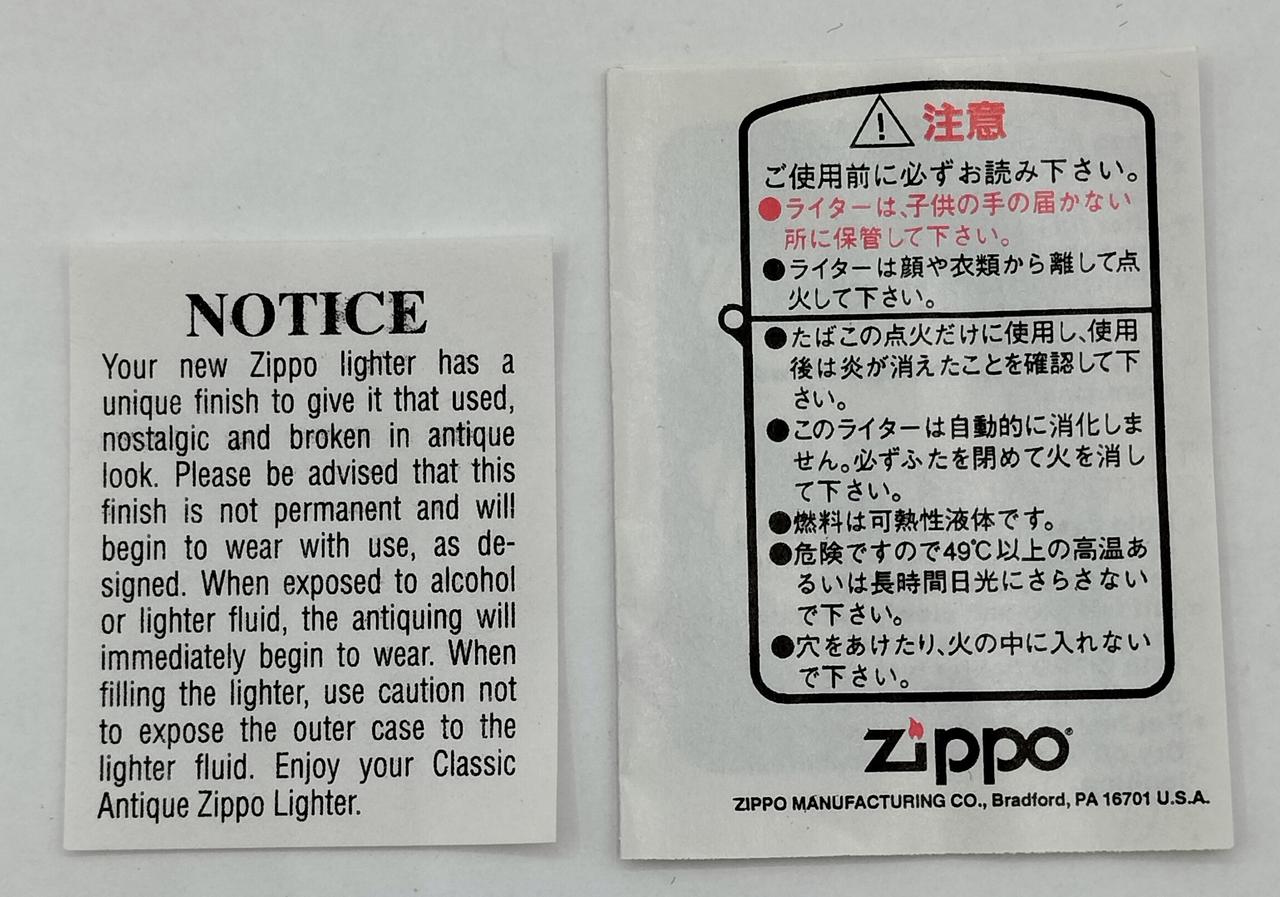 NOTICE
Your new Zippo lighter has a
unique finish to give it that used,
nostalgic and broken in antique
look. Please be advised that this
finish is not permanent and will
begin to wear with use, as de-
signed. When exposed to alcohol
or lighter fluid, the antiquing will
immediately begin to wear. When
filling the lighter, use caution not
to expose the outer case to the
lighter fluid. Enjoy your Classic
Antique Zippo Lighter.
注意
ご使用前に必ずお読み下さい。
●ライターは、子供の手の届かない
所に保管して下さい。
●ライターは顔や衣類から離して点
火して下さい。
●たばこの点火だけに使用し、使用
後は炎が消えたことを確認して下
さい。
●このライターは自動的に消化しま
せん。必ずふたを閉めて火を消し
て下さい。
●燃料は可熱性液体です。
●危険ですので49℃以上の高温あ
るいは長時間日光にさらさない
で下さい。
●穴をあけたり、火の中に入れない
で下さい。
zippo®
ZIPPO MANUFACTURING CO., Bradford, PA 16701 U.S.A.